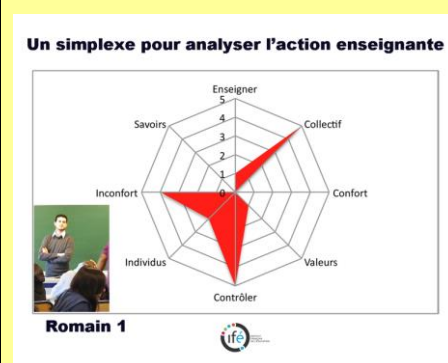 Un simplexe pour analyser l’action enseignante
Enseigner
5
4
3
2
1
0
Collectif
Confort
Valeurs
Contrôler
Individus
Inconfort
Savoirs
Romain 1
ifé